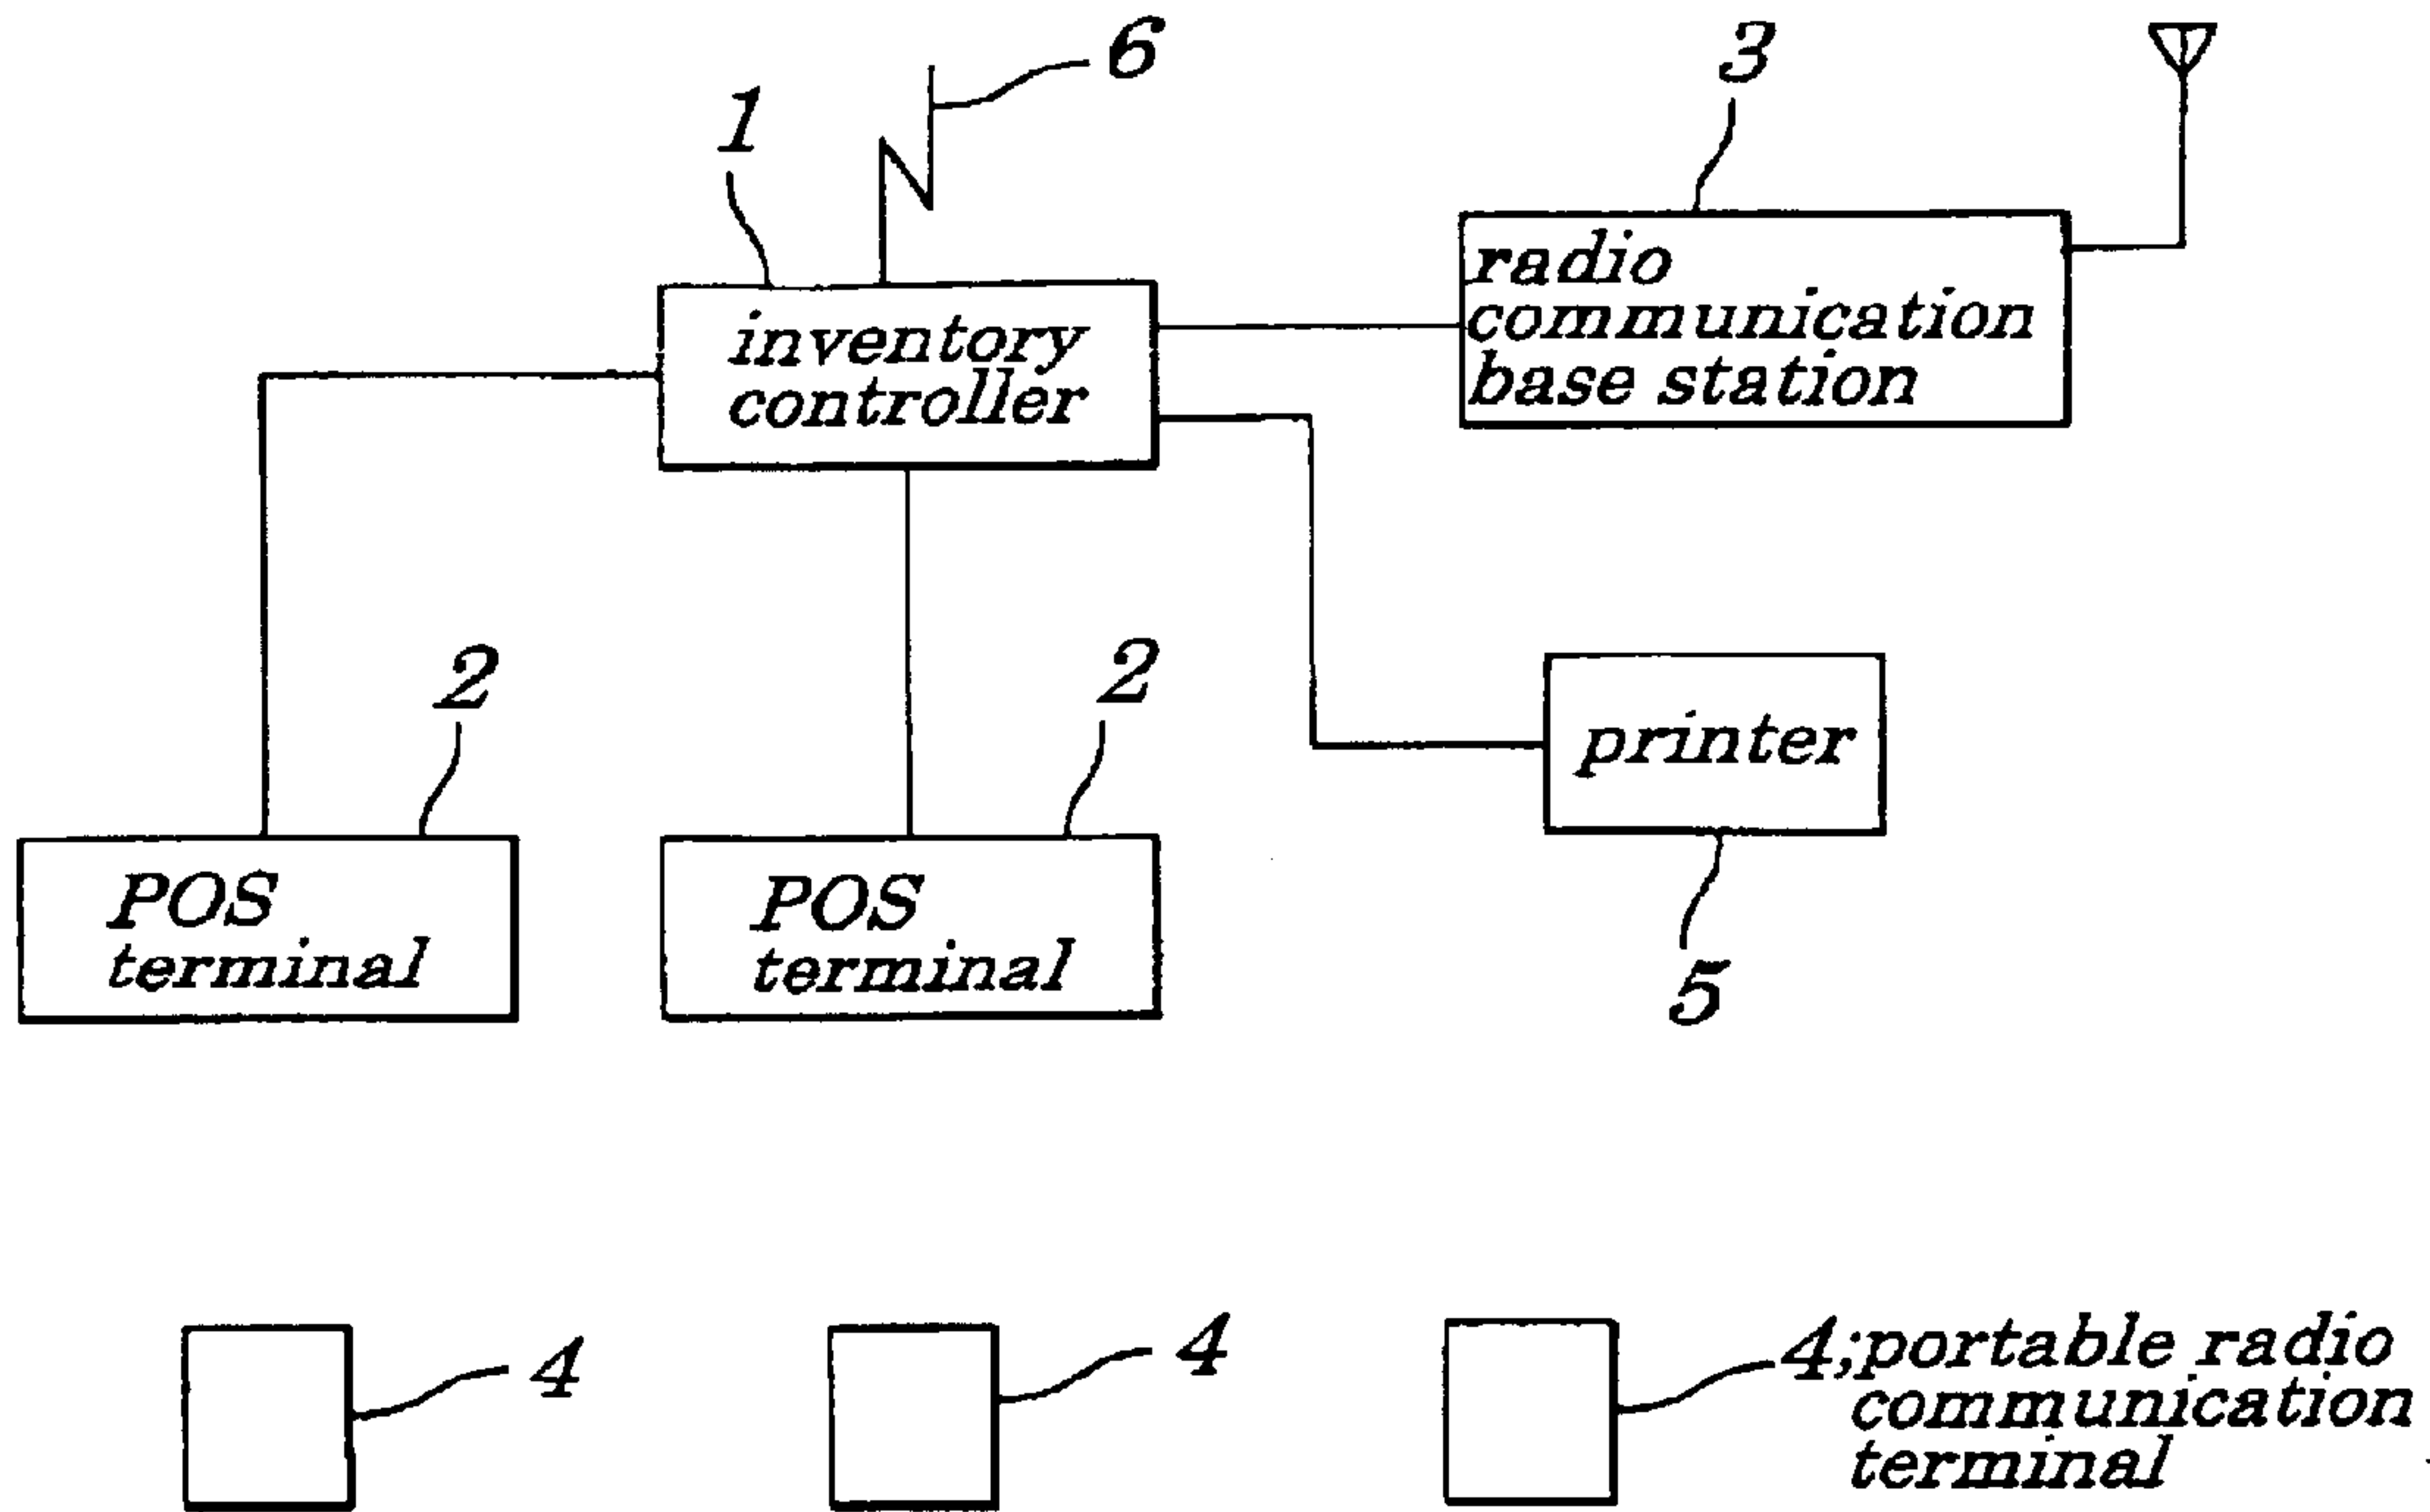 6
3
1
radio
communication
base station
inventory
controller
2
2
printer
POS
terminal
POS
terminal
5
4
4
4;portable radio
communication
terminal